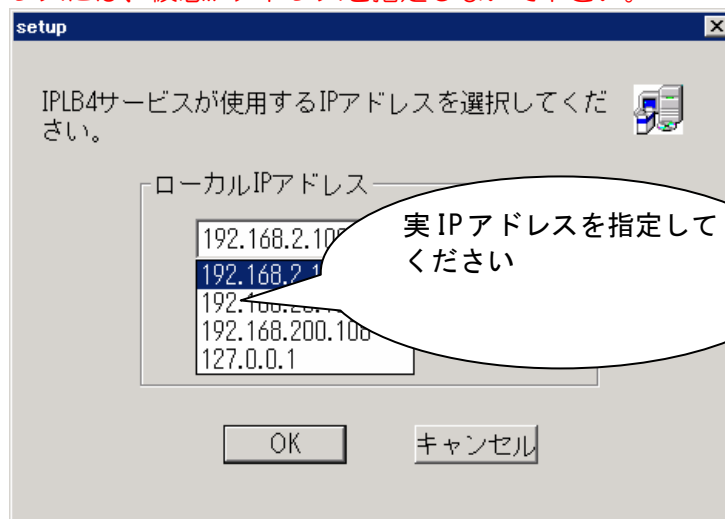 setup
IPLB4サービスが使用するIPアドレスを選択してくだ
さい。
ローカルIPアドレス
実IPアドレスを指定して
ください
192.168.200.108
127.0.0.1
OK
キャンセル